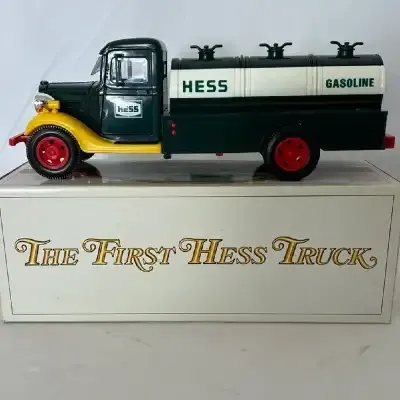 HESS
GASOLINE
HESS
THE FIRST HESS TRUCK